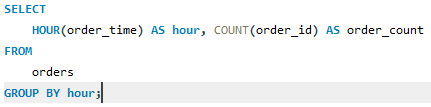 SELECT
    HOUR(order_time) AS hour, COUNT(order_id) AS order_count
FROM
    orders
GROUP BY hour;